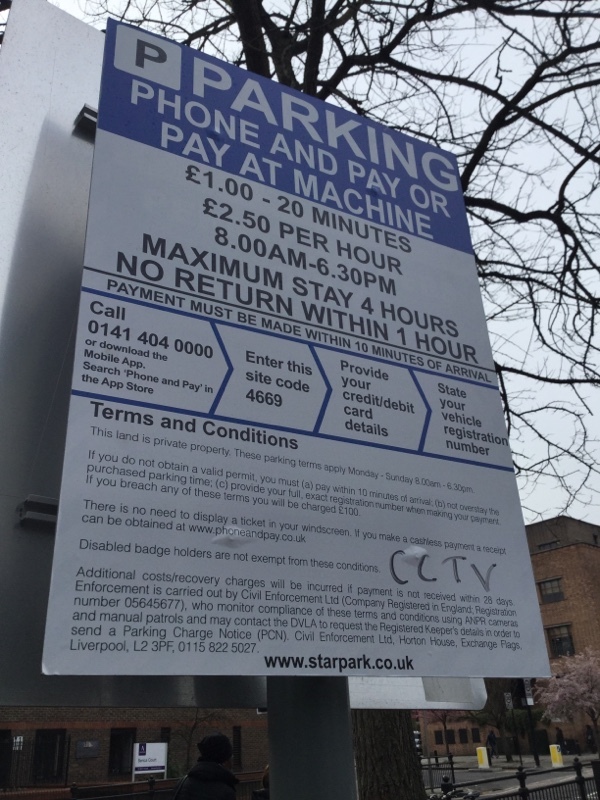 P PARKING
PHONE AND PAY OR
PAY AT MACHINE
£1.00 - 20 MINUTES
£2.50 PER HOUR
8.00AM-6.30PM
MAXIMUM STAY 4 HOURS
NO RETURN WITHIN 1 HOUR
PAYMENT MUST BE MADE WITHIN 10 MINUTES OF ARRIVAL
Call
0141 404 0000
or download the
Mobile App.
Search 'Phone and Pay' in
the App Store
Enter this
site code
4669
Provide
your
credit/debit
card
details
State
your
vehicle
registration
number
Terms and Conditions
This land is private property. These parking terms apply Monday - Sunday 8.00am - 6.30pm.
If you do not obtain a valid permit, you must (a) pay within 10 minutes of arrival; (b) not overstay the
purchased parking time; (c) provide your full, exact registration number when making your payment.
If you breach any of these terms you will be charged £100.
There is no need to display a ticket in your windscreen. If you make a cashless payment a receipt
can be obtained at www.phoneandpay.co.uk
Disabled badge holders are not exempt from these conditions.
CCTV
Additional costs/recovery charges will be incurred if payment is not received within 28 days.
Enforcement is carried out by Civil Enforcement Ltd (Company Registered in England; Registration
number 05645677), who monitor compliance of these terms and conditions using ANPR cameras
and manual patrols and may contact the DVLA to request the Registered Keeper's details in order to
send a Parking Charge Notice (PCN). Civil Enforcement Ltd, Horton House, Exchange Flags,
Liverpool, L2 3PF, 0115 822 5027.
www.starpark.co.uk